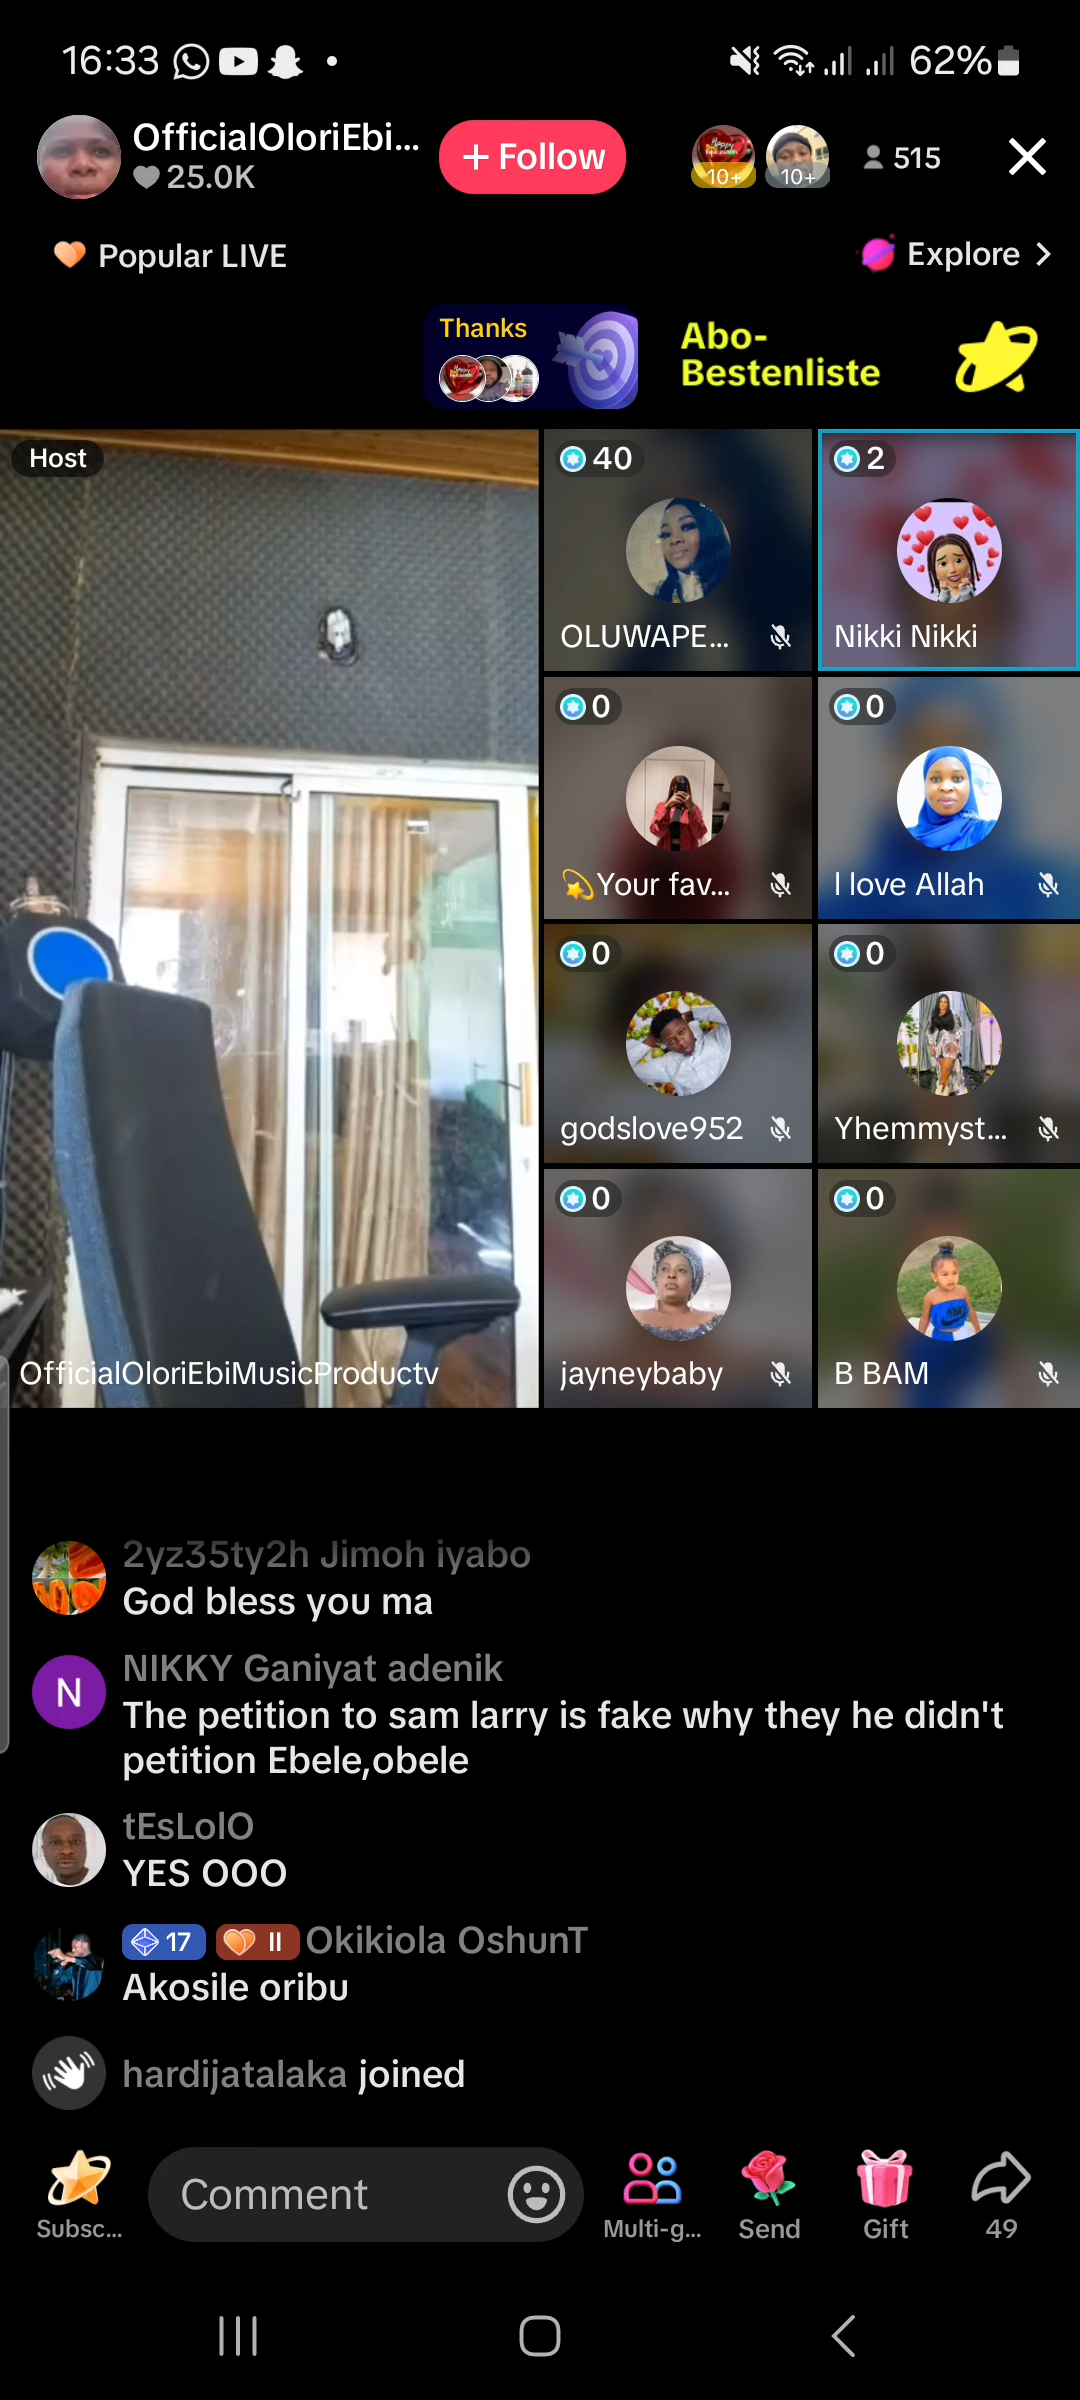 16:33
62%
OfficialOloriEbi...
25.0K
+ Follow
10+
10+
515
Popular LIVE
Explore
Thanks
Abo-
Bestenliste
Host
40
2
OLUWAPE...
Nikki Nikki
0
0
Your fav...
I love Allah
0
0
godslove952
Yhemmyst...
0
0
OfficialOloriEbiMusicProductv
jayneybaby
B BAM
2yz35ty2h Jimoh iyabo
God bless you ma
N
NIKKY Ganiyat adenik
The petition to sam larry is fake why they he didn't
petition Ebele,obele
tEsLolO
YES OOO
17 II Okikiola OshunT
Akosile oribu
hardijatalaka joined
Comment
Subsc...
Multi-g...
Send
Gift
49